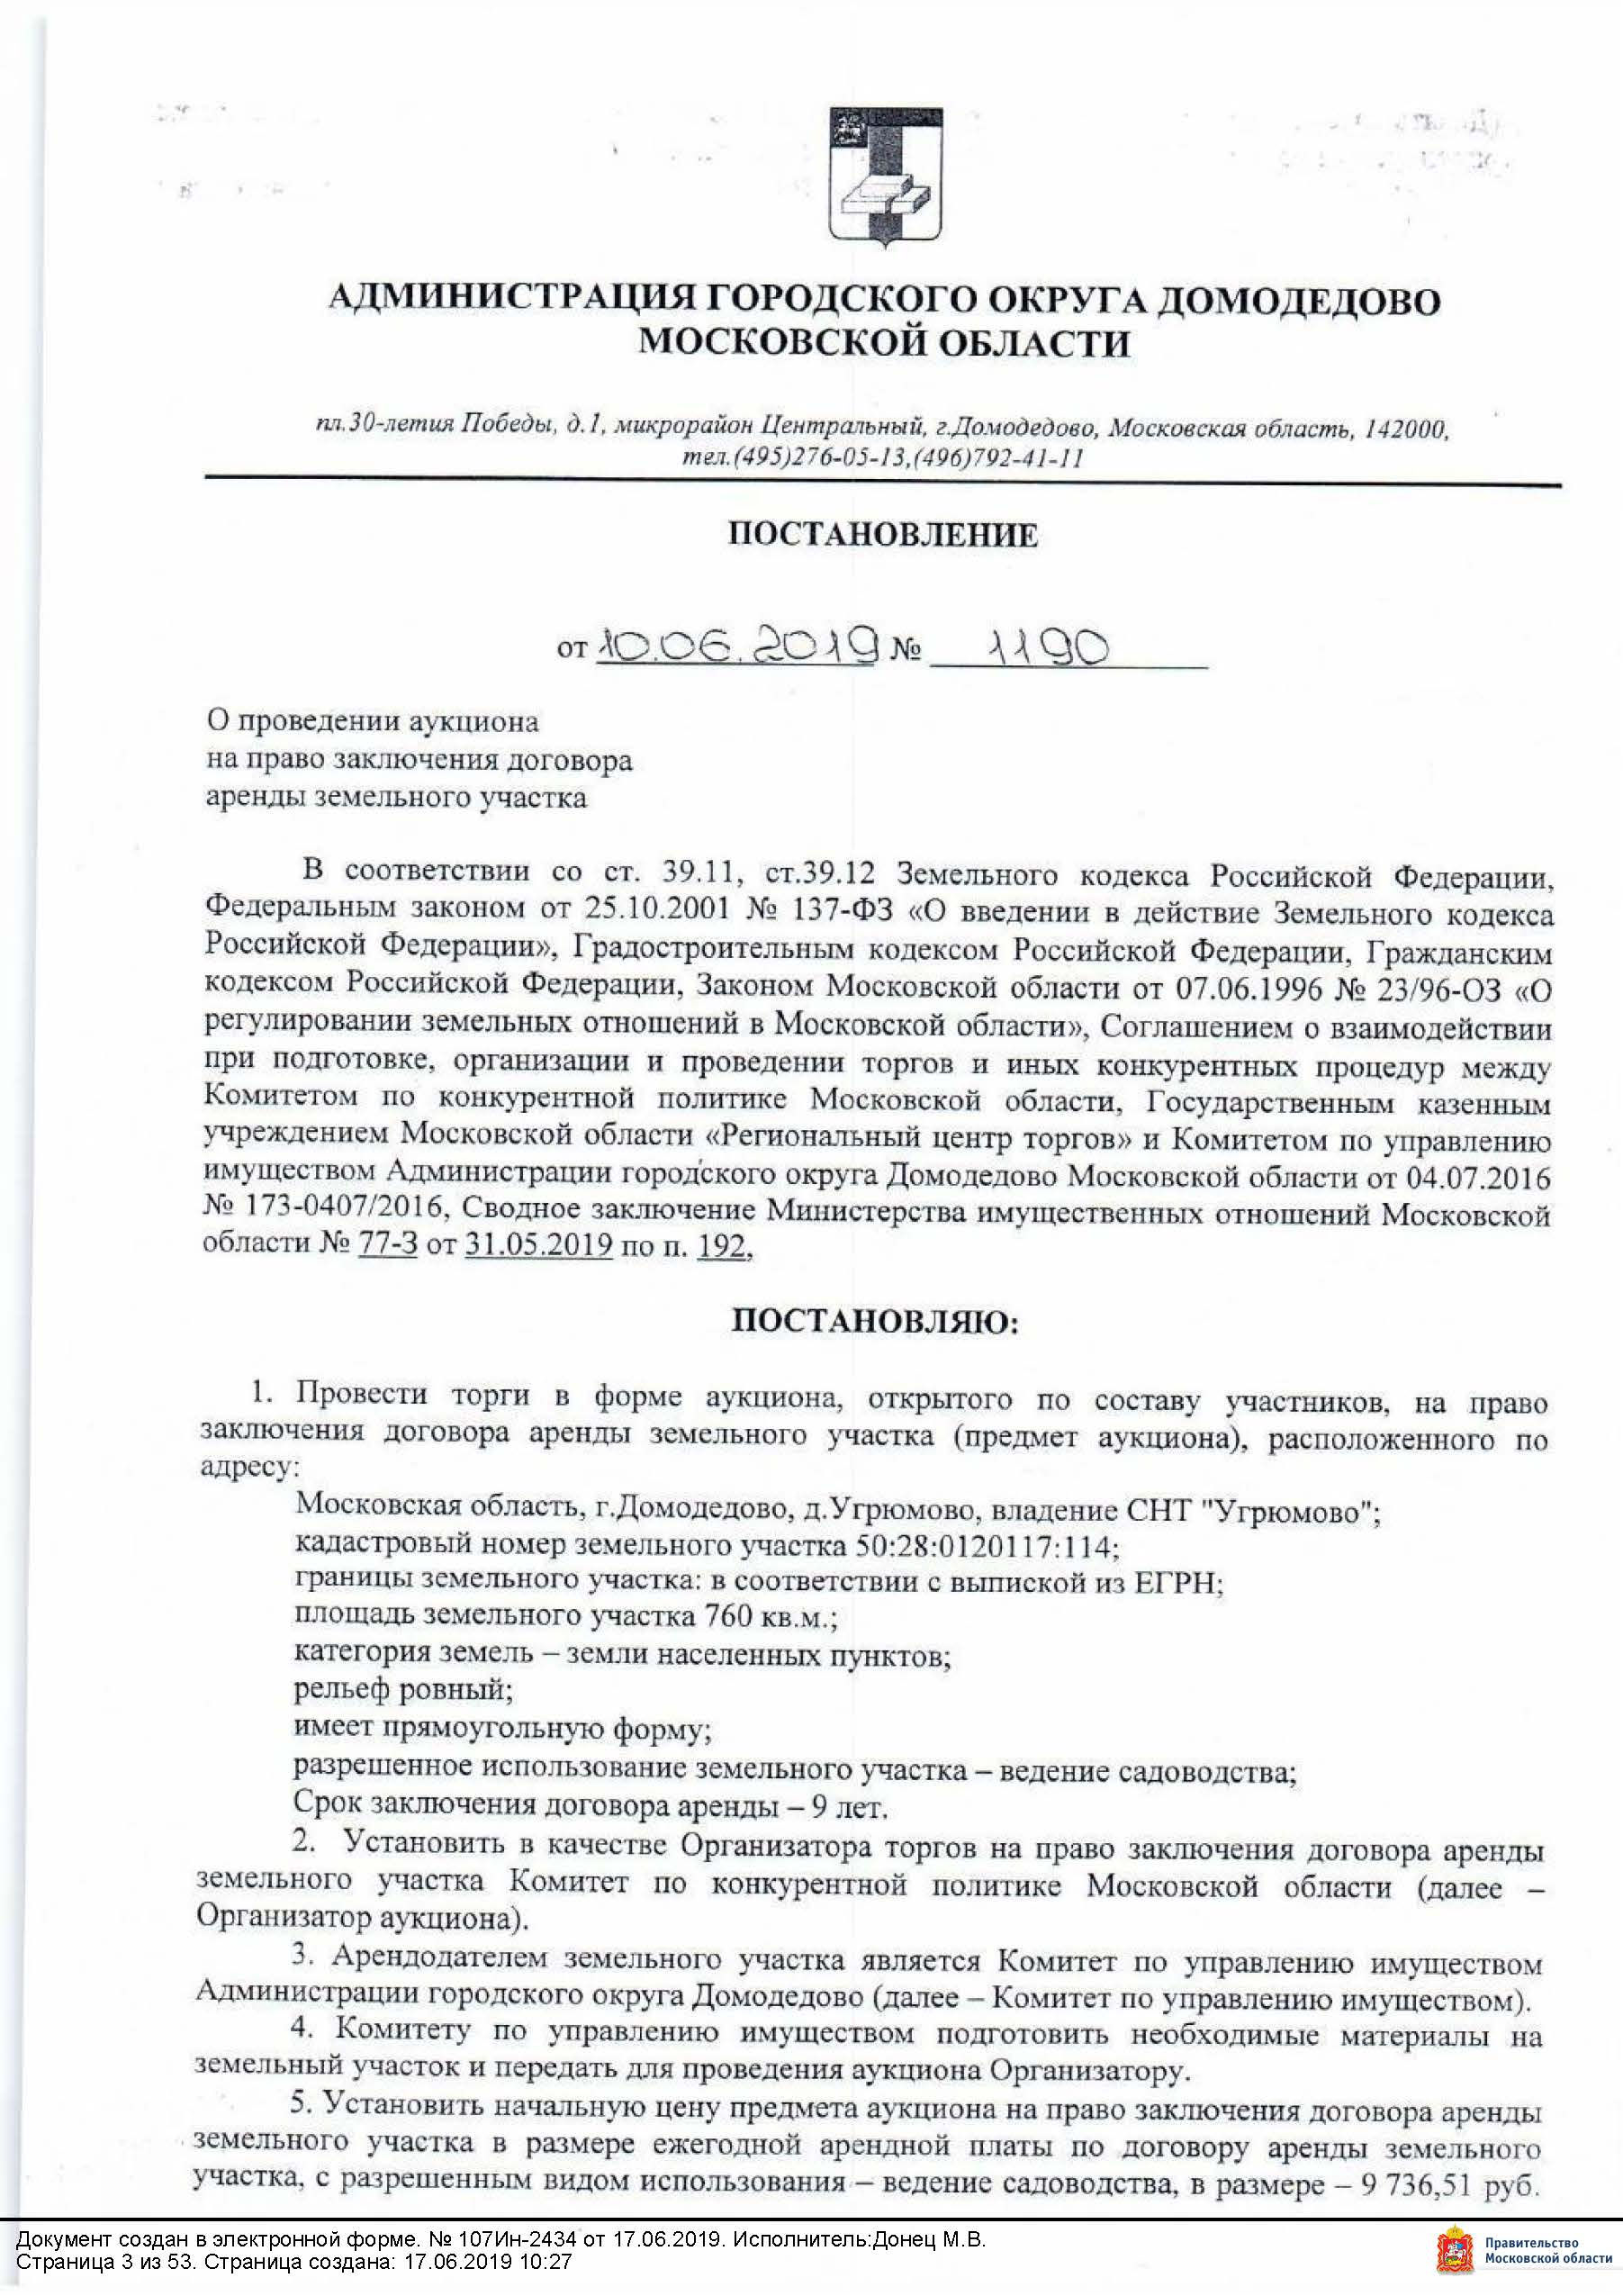 АДМИНИСТРАЦИЯ ГОРОДСКОГО ОКРУГА ДОМОДЕДОВО
МОСКОВСКОЙ ОБЛАСТИ
пл.30-летия Победы, д.1, микрорайон Центральный, г.Домодедово, Московская область, 142000,
тел.(495)276-05-13,(496)792-41-11
ПОСТАНОВЛЕНИЕ
от 10.06.2019 № 1190
О проведении аукциона
на право заключения договора
аренды земельного участка
В соответствии со ст. 39.11, ст.39.12 Земельного кодекса Российской Федерации,
Федеральным законом от 25.10.2001 № 137-ФЗ «О введении в действие Земельного кодекса
Российской Федерации», Градостроительным кодексом Российской Федерации, Гражданским
кодексом Российской Федерации, Законом Московской области от 07.06.1996 № 23/96-ОЗ «О
регулировании земельных отношений в Московской области», Соглашением о взаимодействии
при подготовке, организации и проведении торгов и иных конкурентных процедур между
Комитетом по конкурентной политике Московской области, Государственным казенным
учреждением Московской области «Региональный центр торгов» и Комитетом по управлению
имуществом Администрации городского округа Домодедово Московской области от 04.07.2016
№ 173-0407/2016, Сводное заключение Министерства имущественных отношений Московской
области № 77-З от 31.05.2019 по п. 192,
ПОСТАНОВЛЯЮ:
1. Провести торги в форме аукциона, открытого по составу участников, на право
заключения договора аренды земельного участка (предмет аукциона), расположенного по
адресу:
Московская область, г.Домодедово, д.Угрюмово, владение СНТ "Угрюмово";
кадастровый номер земельного участка 50:28:0120117:114;
границы земельного участка: в соответствии с выпиской из ЕГРН;
площадь земельного участка 760 кв.м.;
категория земель – земли населенных пунктов;
рельеф ровный;
имеет прямоугольную форму;
разрешенное использование земельного участка – ведение садоводства;
Срок заключения договора аренды – 9 лет.
2. Установить в качестве Организатора торгов на право заключения договора аренды
земельного участка Комитет по конкурентной политике Московской области (далее –
Организатор аукциона).
3. Арендодателем земельного участка является Комитет по управлению имуществом
Администрации городского округа Домодедово (далее – Комитет по управлению имуществом).
4. Комитету по управлению имуществом подготовить необходимые материалы на
земельный участок и передать для проведения аукциона Организатору.
5. Установить начальную цену предмета аукциона на право заключения договора аренды
земельного участка в размере ежегодной арендной платы по договору аренды земельного
участка, с разрешенным видом использования – ведение садоводства, в размере – 9 736,51 руб.
Документ создан в электронной форме. № 107Ин-2434 от 17.06.2019. Исполнитель:Донец М.В.
Страница 3 из 53. Страница создана: 17.06.2019 10:27
Правительство
Московской области